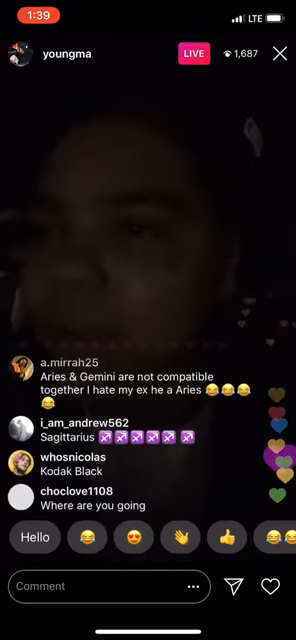 1:39
LTE
youngma
LIVE
1,687
a.mirrah25
Aries & Gemini are not compatible
together I hate my ex he a Aries 😂😂😂
😂
i_am_andrew562
Sagittarius ♐♐♐♐♐ ♐
whosnicolas
Kodak Black
choclove1108
Where are you going
Hello 😂 😍 👋 👍 😂😂
Comment